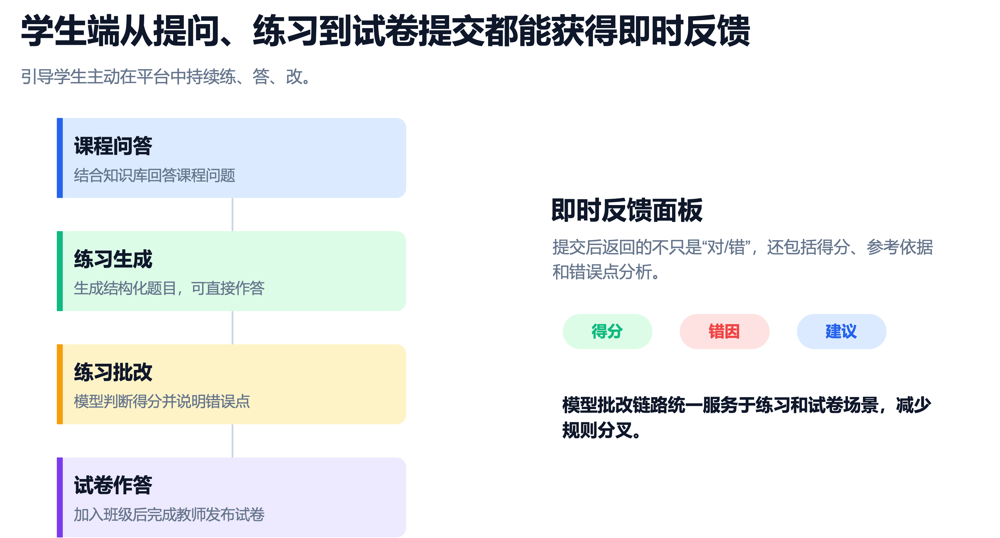 学生端从提问、练习到试卷提交都能获得即时反馈
引导学生主动在平台中持续练、答、改。
课程问答
结合知识库回答课程问题
练习生成
生成结构化题目，可直接作答
练习批改
模型判断得分并说明错误点
试卷作答
加入班级后完成教师发布试卷
即时反馈面板
提交后返回的不只是“对/错”，还包括得分、参考依据
和错误点分析。
得分 错因 建议
模型批改链路统一服务于练习和试卷场景，减少
规则分叉。